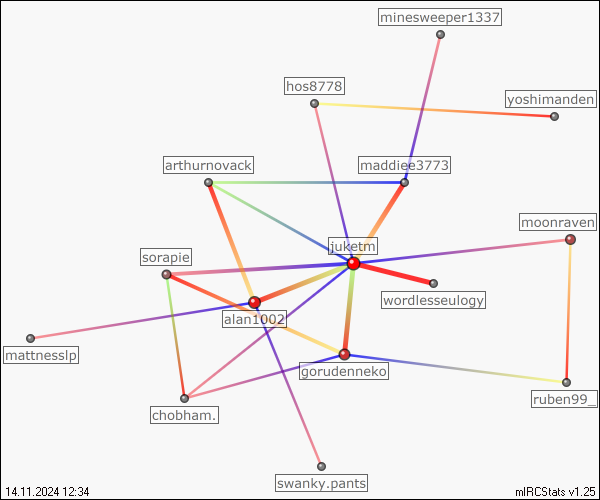 minesweeper1337
hos8778
yoshimanden
arthurnovack
maddiee3773
moonraven
juketm
sorapie
wordlesseulogy
alan1002
mattnesslp
gorudenneko
ruben99_
chobham.
swanky.pants
14.11.2024 12:34
mIRCStats v1.25